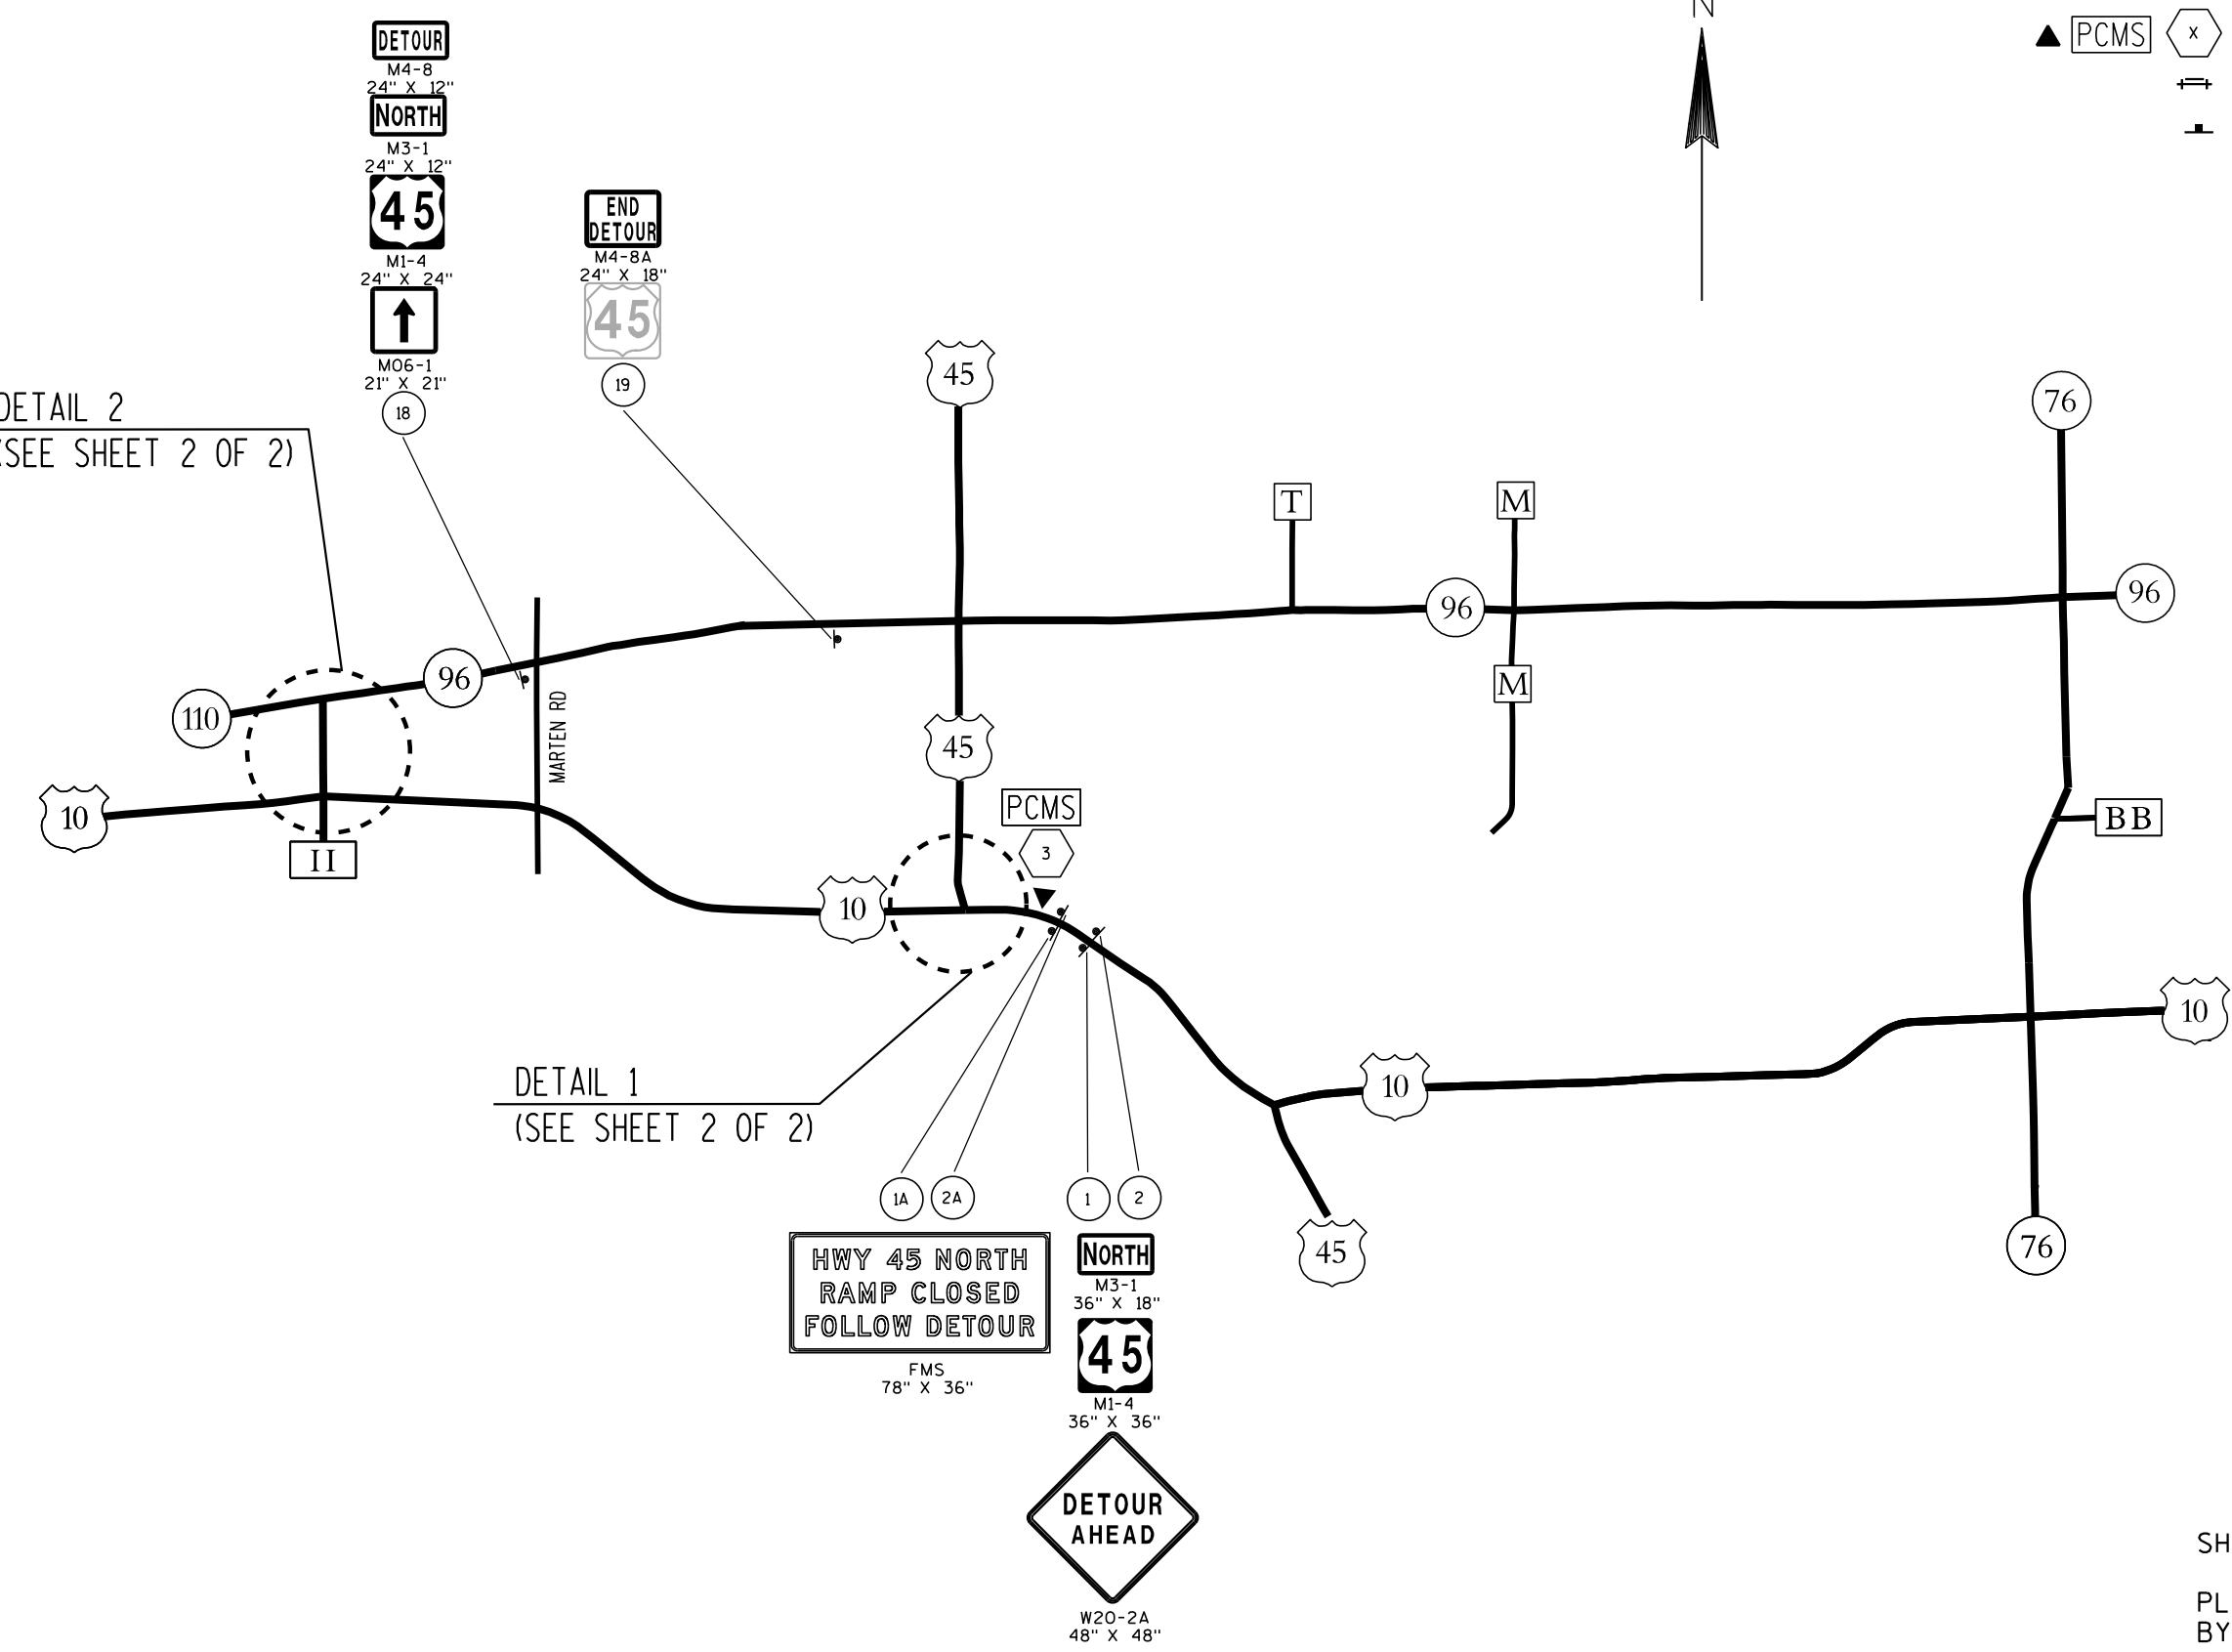 N
PCMS
X
DETOUR
M4-8
24" X 12"
NORTH
M3-1
24" X 12"
45
M1-4
24" X 24"
MO6-1
21" X 21"
18
END
DETOUR
M4-8A
24" X 18"
45
19
DETAIL 2
(SEE SHEET 2 OF 2)
45
76
T
M
96
96
M
96
110
MARTEN RD
45
10
II
PCMS
3
BB
10
10
10
DETAIL 1
(SEE SHEET 2 OF 2)
1A
2A
1
2
45
76
HWY 45 NORTH
RAMP CLOSED
FOLLOW DETOUR
FMS
78" X 36"
NORTH
M3-1
36" X 18"
45
M1-4
36" X 36"
DETOUR
AHEAD
W20-2A
48" X 48"
SH
PL
BY